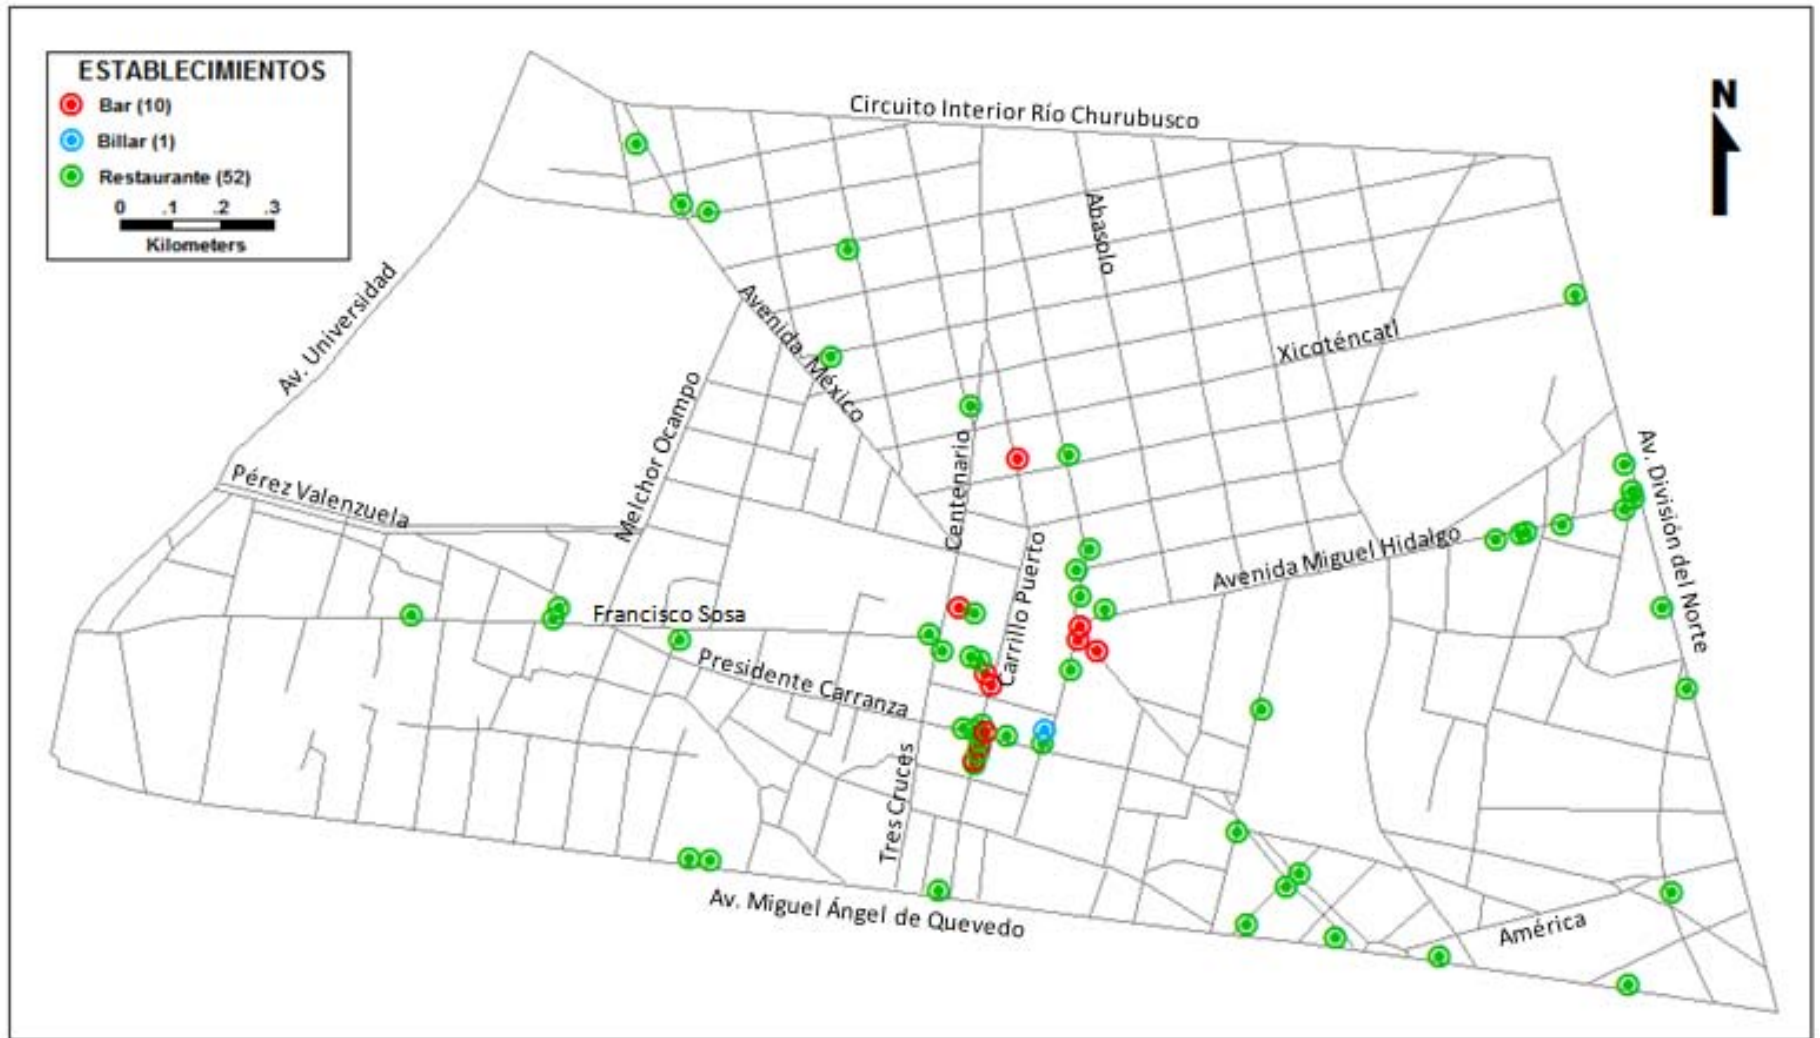 ESTABLECIMIENTOS
Bar (10)
Billar (1)
Restaurante (52)
0 .1 .2 .3
Kilometers
N
Circuito Interior Río Churubusco
Abasolo
Av. Universidad
Avenida México
Xicoténcatl
Melchor Ocampo
Centenario
Pérez Valenzuela
Av. División del Norte
Carrillo Puerto
Avenida Miguel Hidalgo
Francisco Sosa
Presidente Carranza
Tres Cruces
Av. Miguel Ángel de Quevedo
América